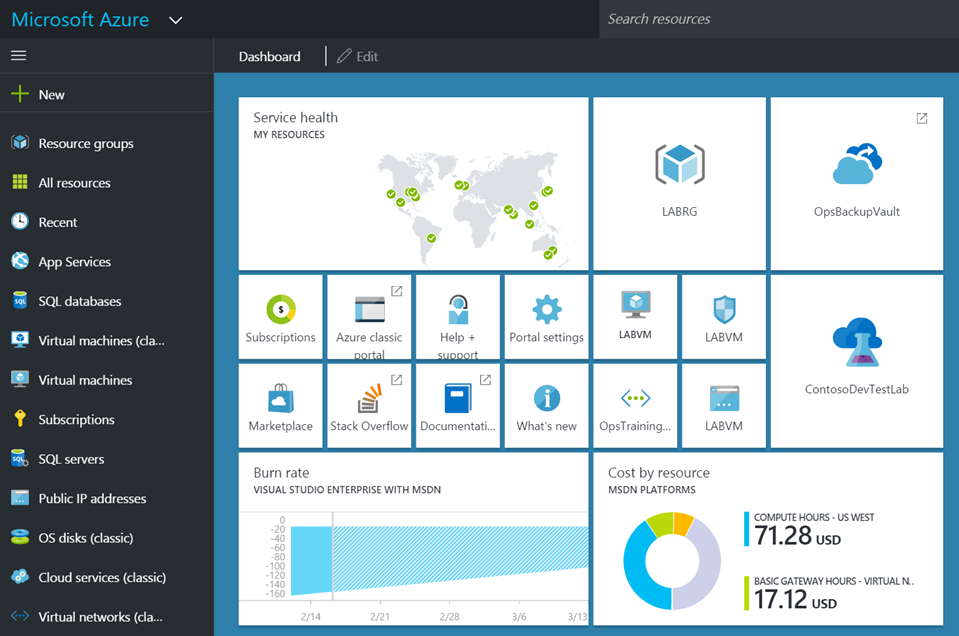 Microsoft Azure
Search resources
Dashboard
Edit
New
Resource groups
All resources
Recent
App Services
SQL databases
Virtual machines (cla...
Virtual machines
Subscriptions
SQL servers
Public IP addresses
OS disks (classic)
Cloud services (classic)
Virtual networks (cla...
Service health
MY RESOURCES
LABRG
OpsBackupVault
Subscriptions
Azure classic
portal
Help +
support
Portal settings
LABVM
LABVM
ContosoDevTestLab
Marketplace
Stack Overflow
Documentati...
What's new
OpsTraining...
LABVM
Burn rate
VISUAL STUDIO ENTERPRISE WITH MSDN
0
-20
-40
-60
-80
-100
-120
-140
-160
2/14
2/21
2/28
3/6
3/13
Cost by resource
MSDN PLATFORMS
COMPUTE HOURS - US WEST
71.28 USD
BASIC GATEWAY HOURS - VIRTUAL N..
17.12 USD